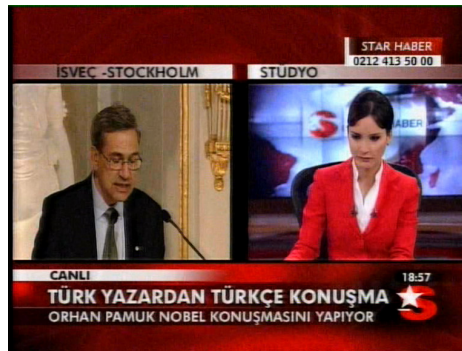 STAR HABER
0212 413 50 00
İSVEÇ -STOCKHOLM
STÜDYO
HABER
CANLI
18:57
TÜRK YAZARDAN TÜRKÇE KONUŞMA
ORHAN PAMUK NOBEL KONUŞMASINI YAPIYOR